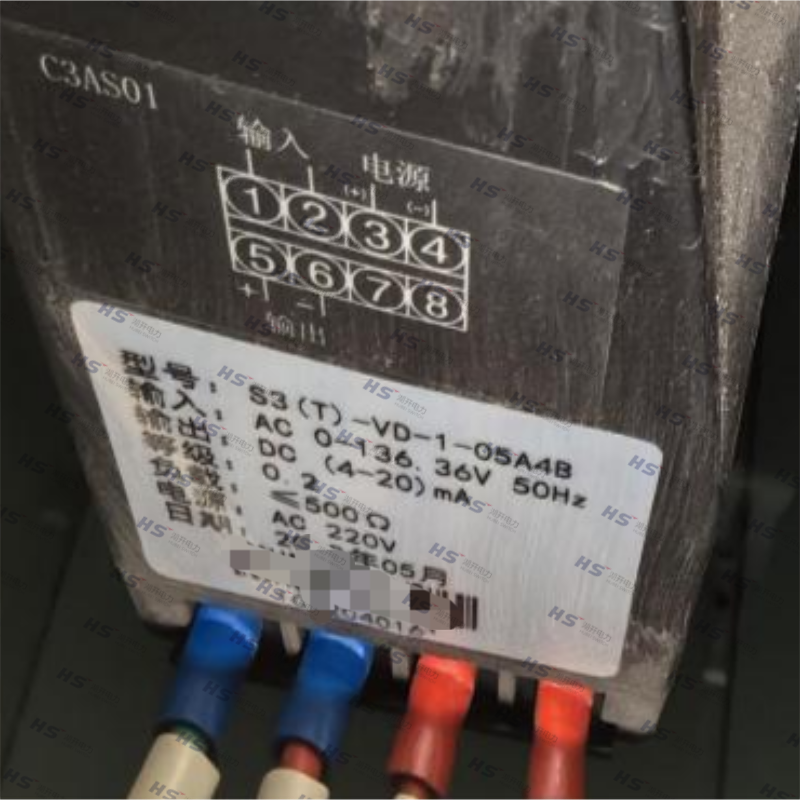 C3AS01
输入 电源
(+) (-)
1 2 3 4
5 6 7 8
+ -
输出
型号: S3(T)-VD-1-05A4B
输入: AC 0-136.36V 50Hz
输出: DC (4-20)mA
等级: 0.2
负载: ≤500Ω
电源: AC 220V
日期: 年05月
HS